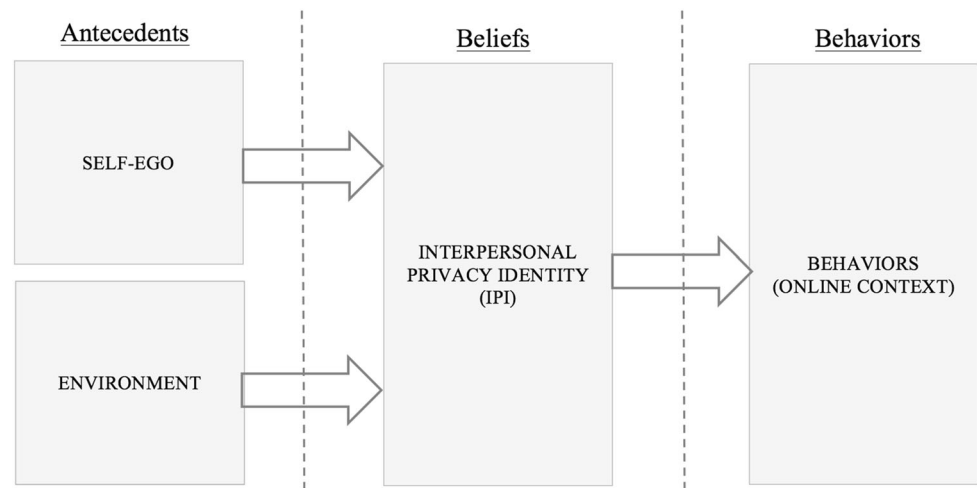 Antecedents
Beliefs
Behaviors
SELF-EGO
ENVIRONMENT
INTERPERSONAL
PRIVACY IDENTITY
(IPI)
BEHAVIORS
(ONLINE CONTEXT)